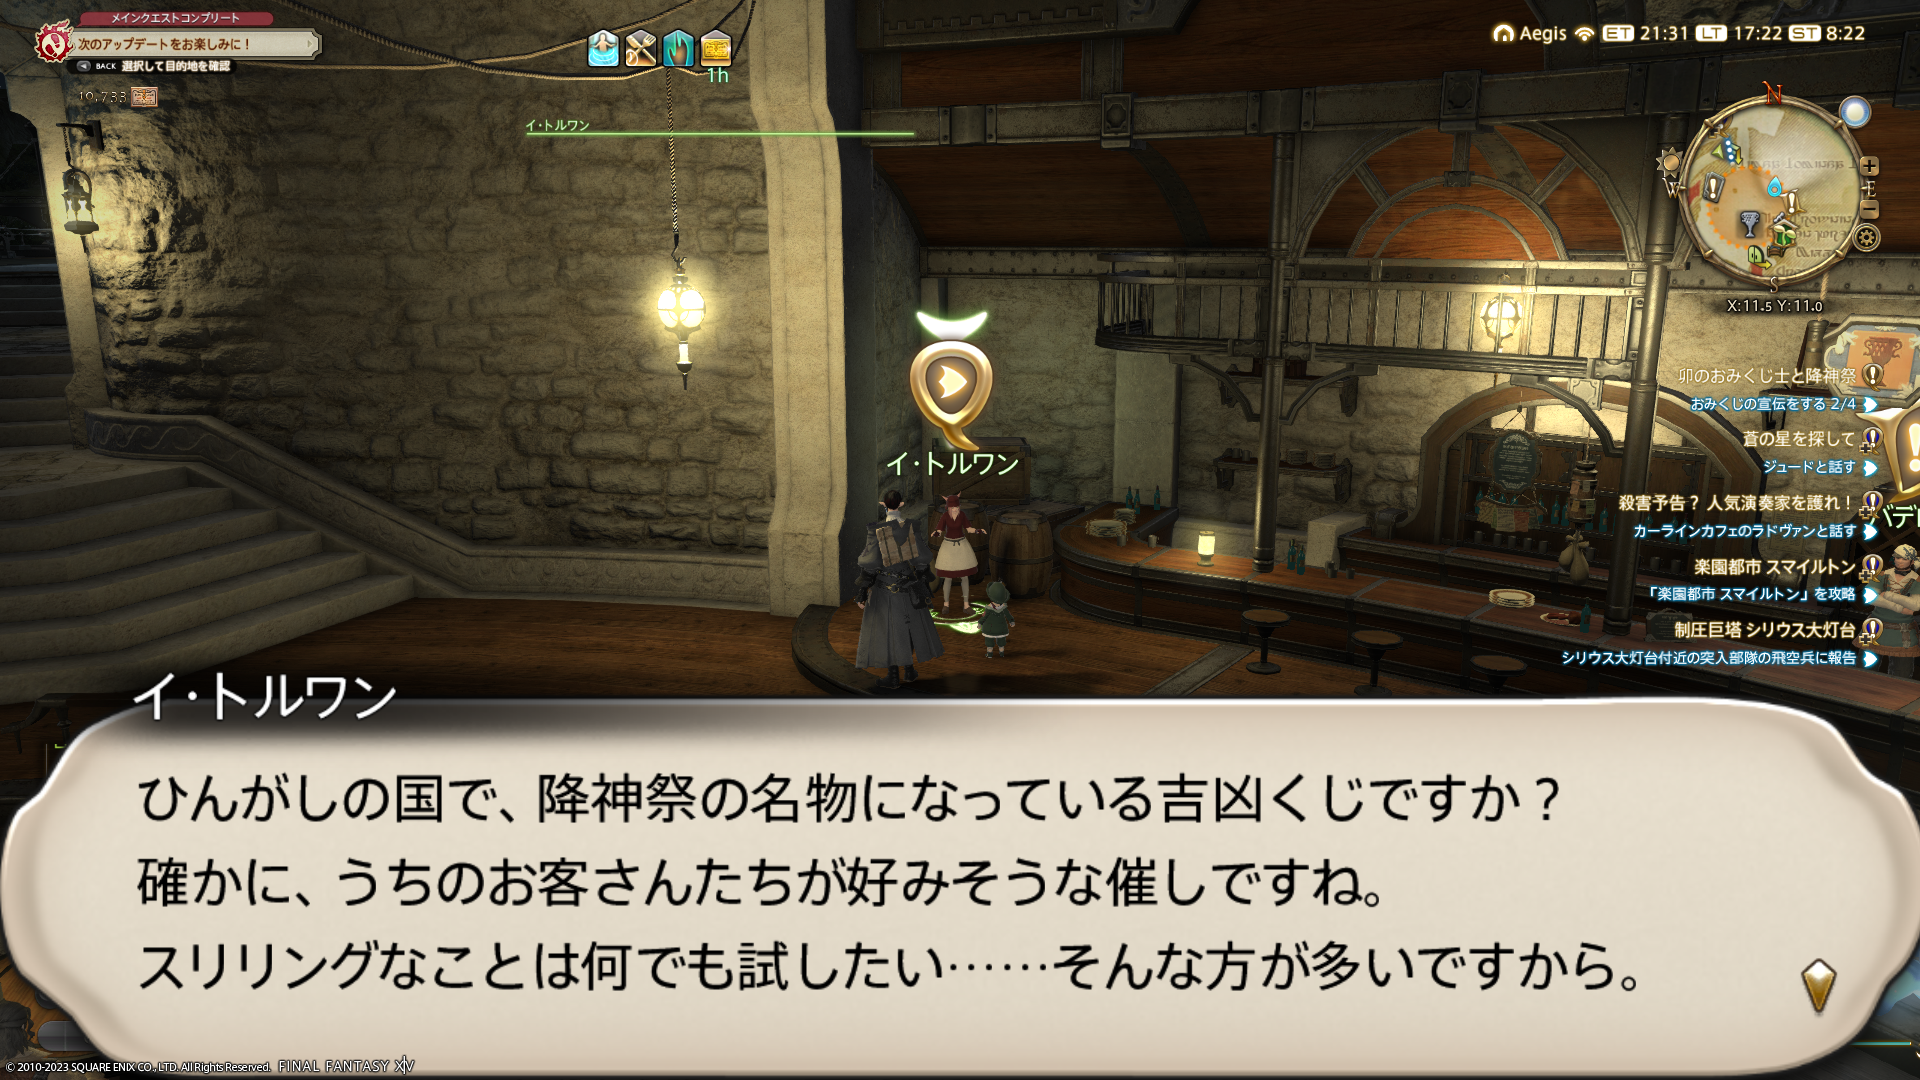 メインクエストコンプリート
次のアップデートをお楽しみに！
BACK 選択して目的地を確認
10,733
1h
イ・トルワン
Aegis ET 21:31 LT 17:22 ST 8:22
N
W
E
S
X:11.5 Y:11.0
卯のおみくじ士と降神祭
おみくじの宣伝をする 2/4
蒼の星を探して
ジュードと話す
殺害予告？ 人気演奏家を護れ！
カーラインカフェのラドヴァンと話す
楽園都市 スマイルトン
「楽園都市 スマイルトン」を攻略
制圧巨塔 シリウス大灯台
シリウス大灯台付近の突入部隊の飛空兵に報告
イ・トルワン
バデロ
イ・トルワン
ひんがしの国で、降神祭の名物になっている吉凶くじですか？
確かに、うちのお客さんたちが好みそうな催しですね。
スリリングなことは何でも試したい……そんな方が多いですから。
© 2010-2023 SQUARE ENIX CO., LTD. All Rights Reserved. FINAL FANTASY XIV